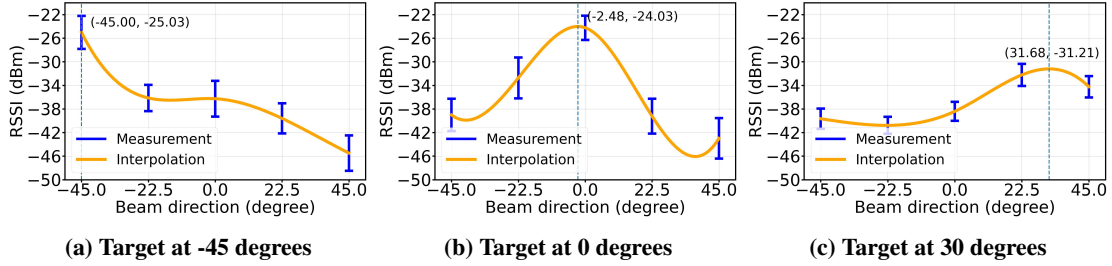 RSSI (dBm)
−22
−26
−30
−34
−38
−42
−46
−50
(-45.00, -25.03)
Measurement
Interpolation
−45.0
−22.5
0.0
22.5
45.0
Beam direction (degree)
(a) Target at -45 degrees
RSSI (dBm)
−22
−26
−30
−34
−38
−42
−46
−50
(-2.48, -24.03)
Measurement
Interpolation
−45.0
−22.5
0.0
22.5
45.0
Beam direction (degree)
(b) Target at 0 degrees
RSSI (dBm)
−22
−26
−30
−34
−38
−42
−46
−50
(31.68, -31.21)
Measurement
Interpolation
−45.0
−22.5
0.0
22.5
45.0
Beam direction (degree)
(c) Target at 30 degrees